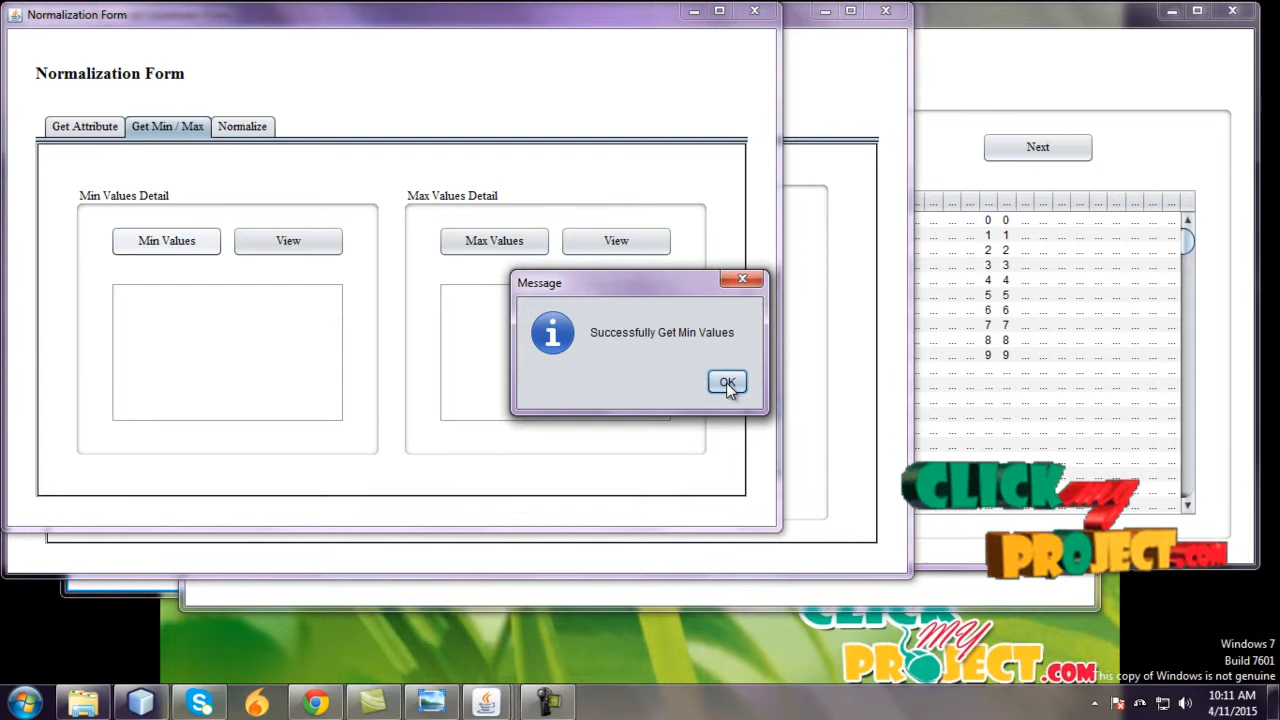 Normalization Form
Normalization Form
Get Attribute
Get Min / Max
Normalize
Next
Min Values Detail
Max Values Detail
Min Values
View
Max Values
View
Message
Successfully Get Min Values
OK
... ... ... ... 0 0 ... ... ... ... ... ... ... ... ...
1 1
2 2
3 3
4 4
5 5
6 6
7 7
8 8
9 9
CLICK
my
PROJECT.COM
CLICK
my
PROJECT.COM
Windows 7
Build 7601
This copy of Windows is not genuine
10:11 AM
4/11/2015